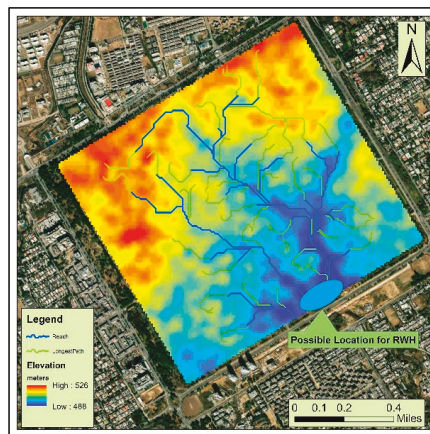 N
Legend
Reach
LongestPath
Elevation
meters
High : 526
Low : 488
Possible Location for RWH
0 0.1 0.2 0.4
Miles